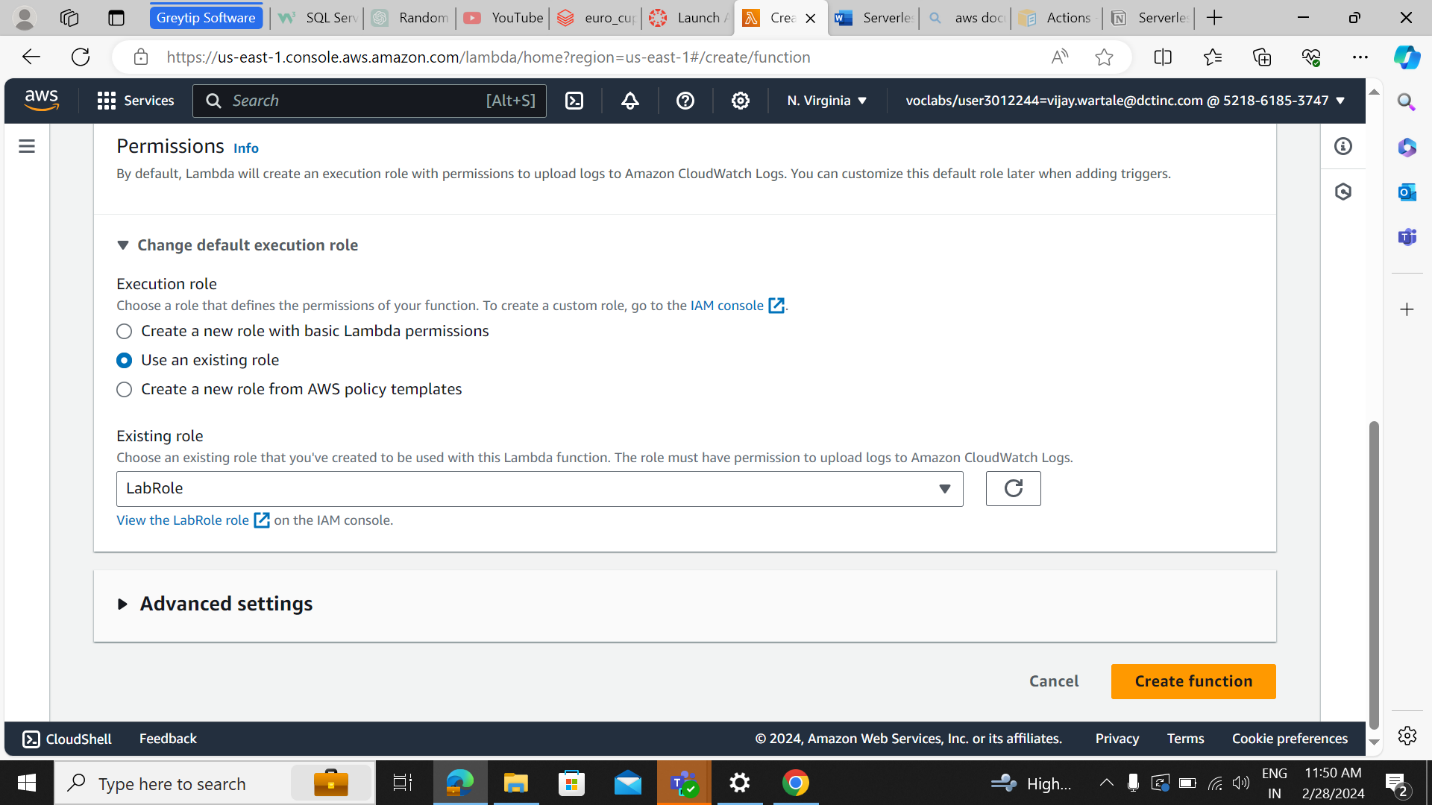 Greytip Software
SQL Serv
Random
YouTube
euro_cup
Launch A
Crea
Serverles
aws doc
Actions
Serverles
https://us-east-1.console.aws.amazon.com/lambda/home?region=us-east-1#/create/function
aws
Services
Search
[Alt+S]
N. Virginia
voclabs/user3012244=vijay.wartale@dctinc.com @ 5218-6185-3747
Permissions Info
By default, Lambda will create an execution role with permissions to upload logs to Amazon CloudWatch Logs. You can customize this default role later when adding triggers.
Change default execution role
Execution role
Choose a role that defines the permissions of your function. To create a custom role, go to the IAM console.
Create a new role with basic Lambda permissions
Use an existing role
Create a new role from AWS policy templates
Existing role
Choose an existing role that you've created to be used with this Lambda function. The role must have permission to upload logs to Amazon CloudWatch Logs.
LabRole
View the LabRole role on the IAM console.
Advanced settings
Cancel
Create function
CloudShell
Feedback
© 2024, Amazon Web Services, Inc. or its affiliates.
Privacy
Terms
Cookie preferences
Type here to search
High...
ENG
IN
11:50 AM
2/28/2024
2